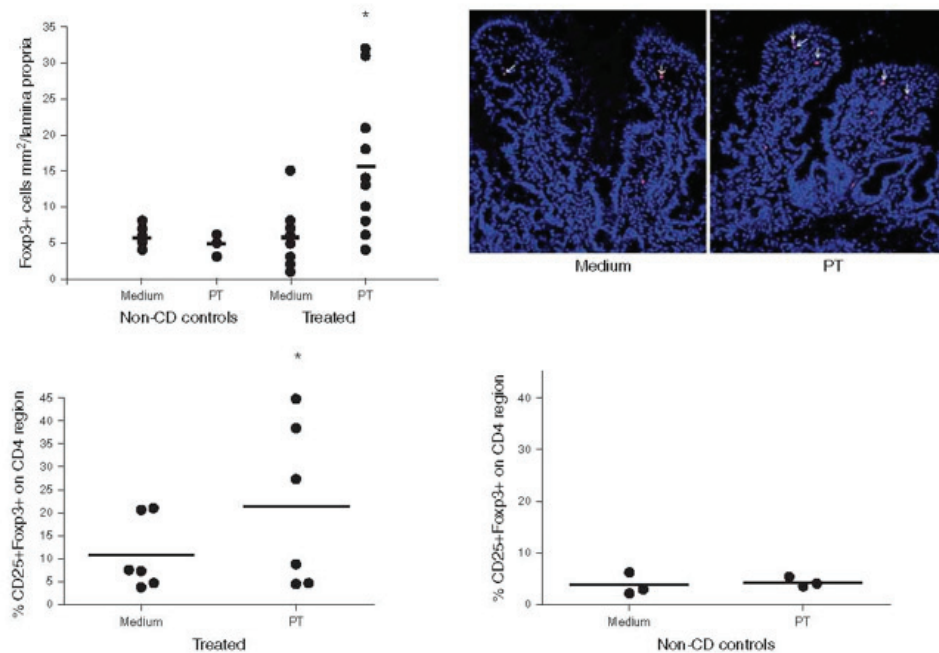 *
35
30
25
20
15
10
5
0
Foxp3+ cells mm²/lamina propria
Medium PT Medium PT
Non-CD controls Treated
Medium PT
*
45
40
35
30
25
20
15
10
5
0
% CD25+Foxp3+ on CD4 region
Medium PT
Treated
40
30
20
10
0
% CD25+Foxp3+ on CD4 region
Medium PT
Non-CD controls